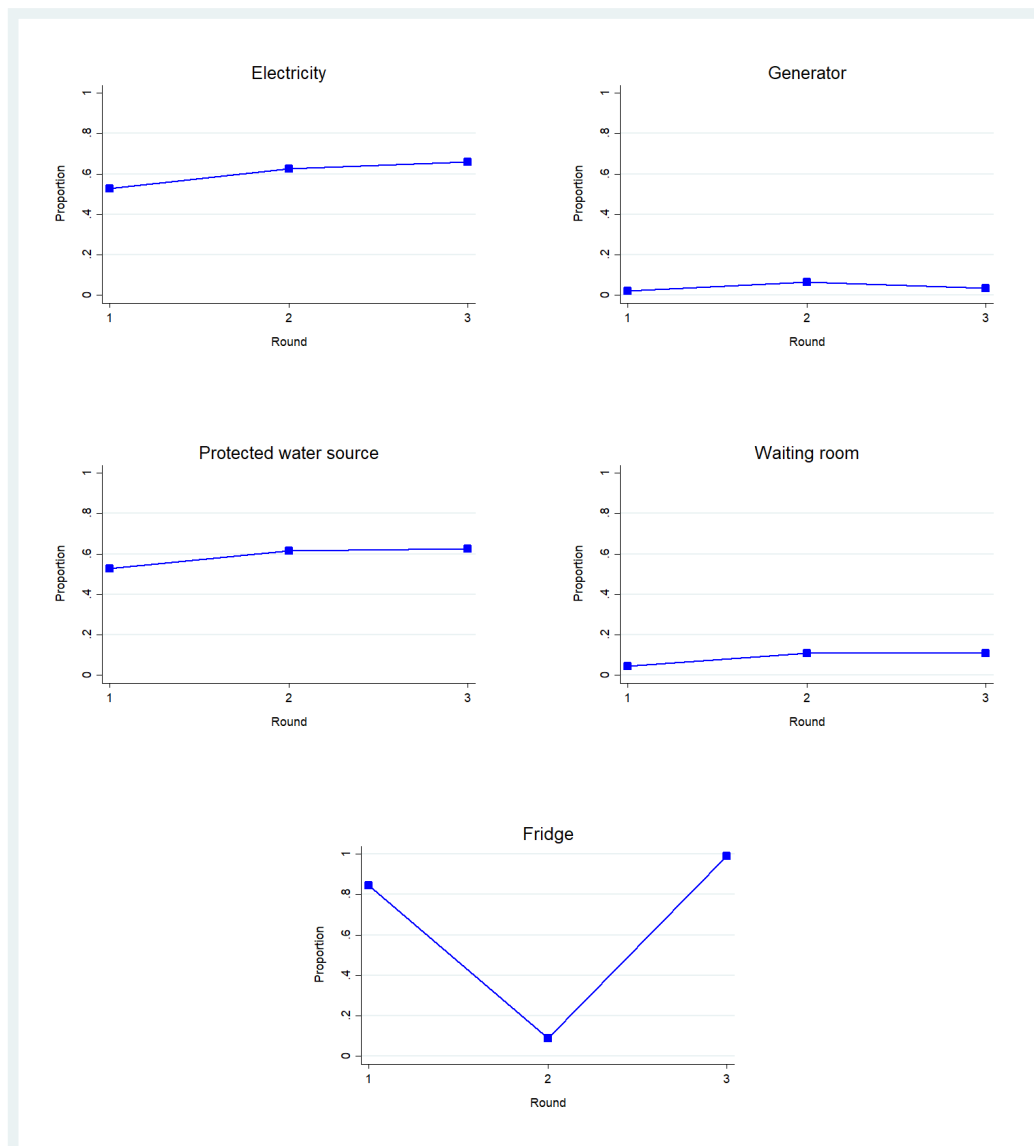 Electricity
Proportion
1
.8
.6
.4
.2
0
1 2 3
Round
Generator
Proportion
1
.8
.6
.4
.2
0
1 2 3
Round
Protected water source
Proportion
1
.8
.6
.4
.2
0
1 2 3
Round
Waiting room
Proportion
1
.8
.6
.4
.2
0
1 2 3
Round
Fridge
Proportion
1
.8
.6
.4
.2
0
1 2 3
Round